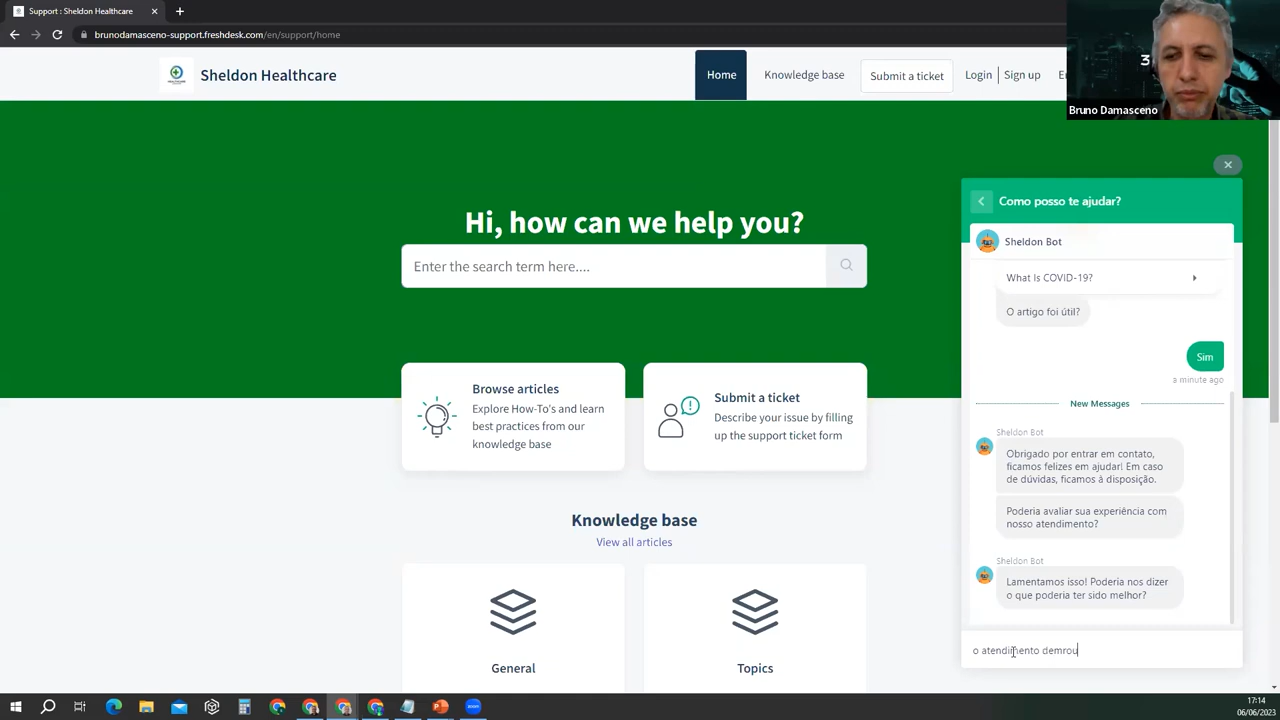 Support : Sheldon Healthcare
brunodamasceno-support.freshdesk.com/en/support/home
Sheldon Healthcare
Home
Knowledge base
Submit a ticket
Login
Sign up
3
Bruno Damasceno
Hi, how can we help you?
Enter the search term here....
Browse articles
Explore How-To's and learn
best practices from our
knowledge base
Submit a ticket
Describe your issue by filling
up the support ticket form
Knowledge base
View all articles
General
Topics
Como posso te ajudar?
Sheldon Bot
What Is COVID-19?
O artigo foi útil?
Sim
a minute ago
New Messages
Sheldon Bot
Obrigado por entrar em contato,
ficamos felizes em ajudar! Em caso
de dúvidas, ficamos à disposição.
Poderia avaliar sua experiência com
nosso atendimento?
Sheldon Bot
Lamentamos isso! Poderia nos dizer
o que poderia ter sido melhor?
o atendimento demrou
17:14
06/06/2023